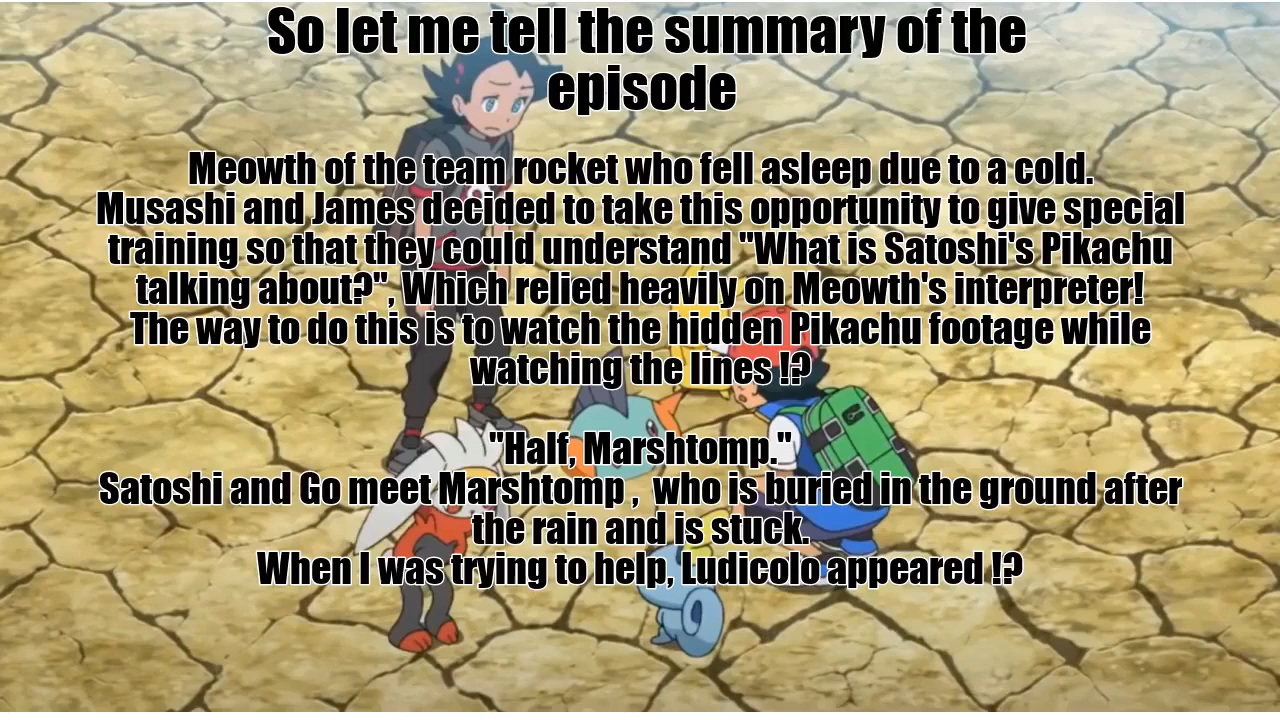 So let me tell the summary of the
episode
Meowth of the team rocket who fell asleep due to a cold.
Musashi and James decided to take this opportunity to give special
training so that they could understand "What is Satoshi's Pikachu
talking about?", Which relied heavily on Meowth's interpreter!
The way to do this is to watch the hidden Pikachu footage while
watching the lines !?
"Half, Marshtomp."
Satoshi and Go meet Marshtomp , who is buried in the ground after
the rain and is stuck.
When I was trying to help, Ludicolo appeared !?